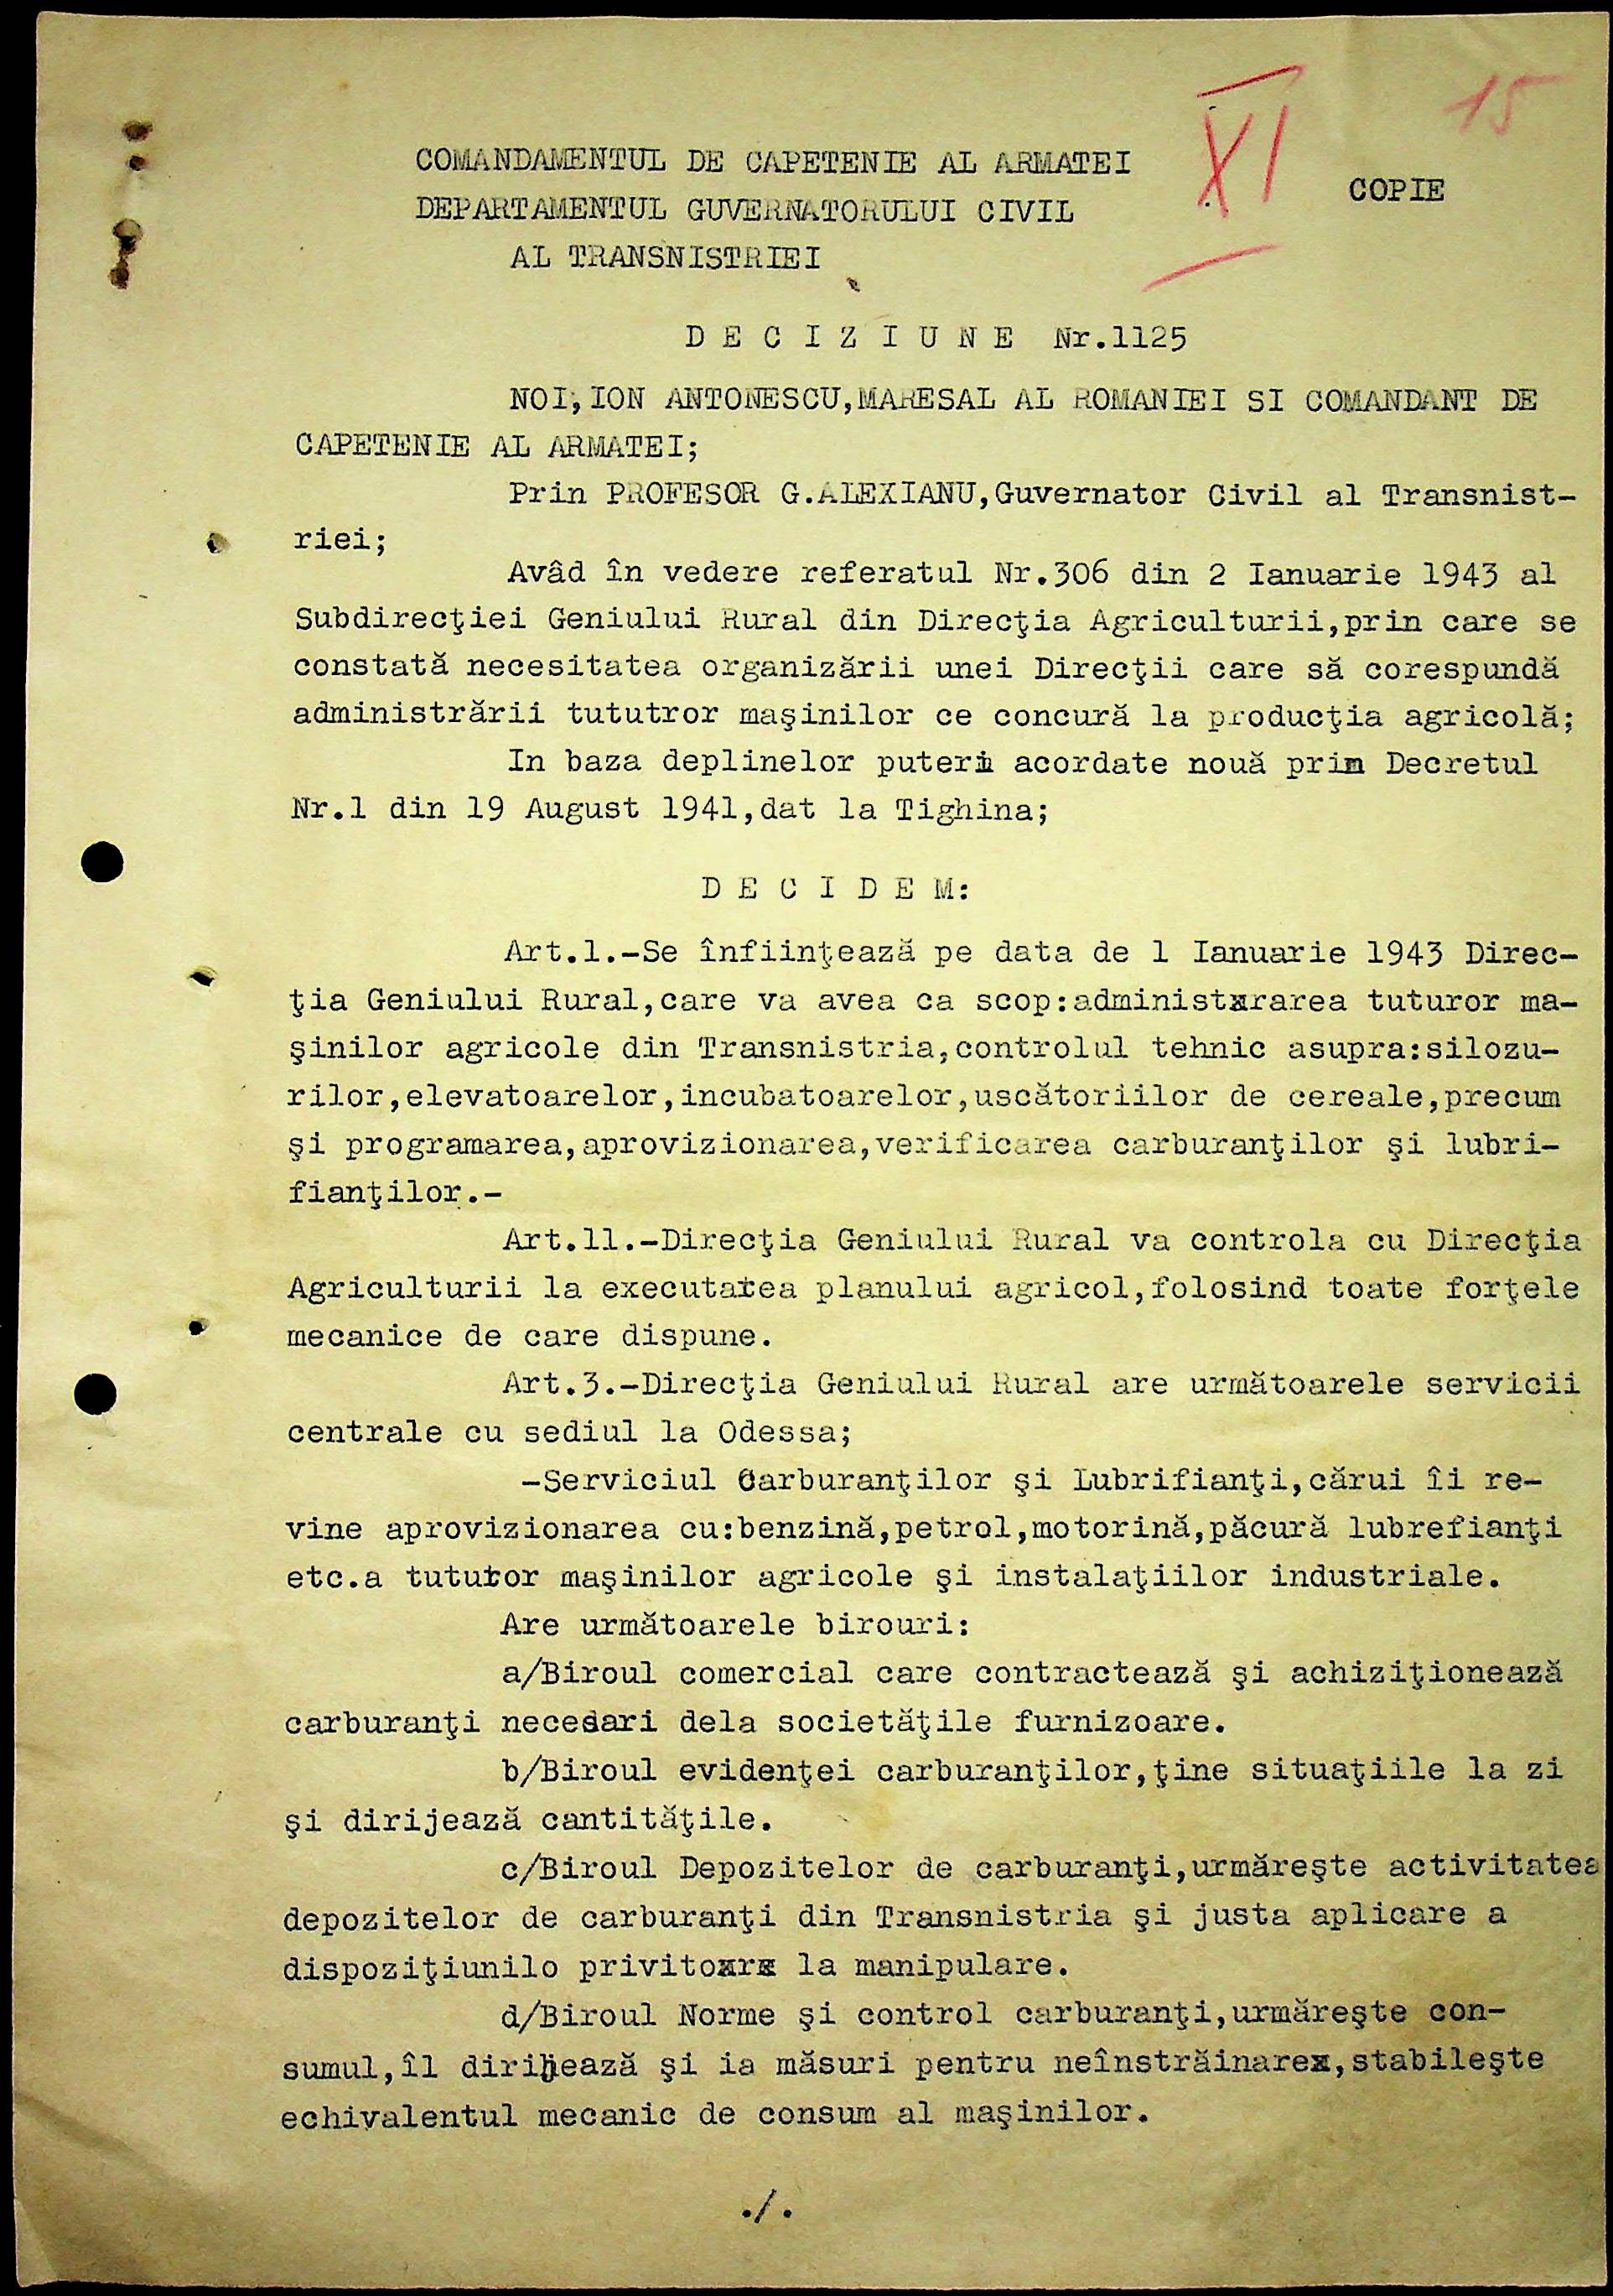 XI
15
COMANDAMENTUL DE CAPETENIE AL ARMATEI
COPIE
DEPARTAMENTUL GUVERNATORULUI CIVIL
AL TRANSNISTRIEI
D E C I Z I U N E Nr.1125
NOI, ION ANTONESCU,MARESAL AL ROMANIEI SI COMANDANT DE
CAPETENIE AL ARMATEI;
Prin PROFESOR G.ALEXIANU,Guvernator Civil al Transnist-
riei;
Avâd în vedere referatul Nr.306 din 2 Ianuarie 1943 al
Subdirecţiei Geniului Rural din Direcţia Agriculturii,prin care se
constată necesitatea organizării unei Direcţii care să corespundă
administrării tututror maşinilor ce concură la producţia agricolă;
In baza deplinelor puteri acordate nouă prin Decretul
Nr.1 din 19 August 1941,dat la Tighina;
D E C I D E M:
Art.1.-Se înfiinţează pe data de 1 Ianuarie 1943 Direc-
ţia Geniului Rural,care va avea ca scop:administxrarea tuturor ma-
şinilor agricole din Transnistria,controlul tehnic asupra:silozu-
rilor,elevatoarelor,incubatoarelor,uscătoriilor de cereale,precum
şi programarea,aprovizionarea,verificarea carburanţilor şi lubri-
fianţilor.-
Art.11.-Direcţia Geniului Rural va controla cu Direcţia
Agriculturii la executarea planului agricol,folosind toate forţele
mecanice de care dispune.
Art.3.-Direcţia Geniului Rural are următoarele servicii
centrale cu sediul la Odessa;
-Serviciul Carburanţilor şi Lubrifianţi,cărui îi re-
vine aprovizionarea cu:benzină,petrol,motorină,păcură lubrefianţi
etc.a tuturor maşinilor agricole şi instalaţiilor industriale.
Are următoarele birouri:
a/Biroul comercial care contractează şi achiziţionează
carburanţi necesari dela societăţile furnizoare.
b/Biroul evidenţei carburanţilor,ţine situaţiile la zi
şi dirijează cantităţile.
c/Biroul Depozitelor de carburanţi,urmăreşte activitatea
depozitelor de carburanţi din Transnistria şi justa aplicare a
dispoziţiunilo privitoxrx la manipulare.
d/Biroul Norme şi control carburanţi,urmăreşte con-
sumul,îl dirijează şi ia măsuri pentru neînstrăinarex,stabileşte
echivalentul mecanic de consum al maşinilor.
./.